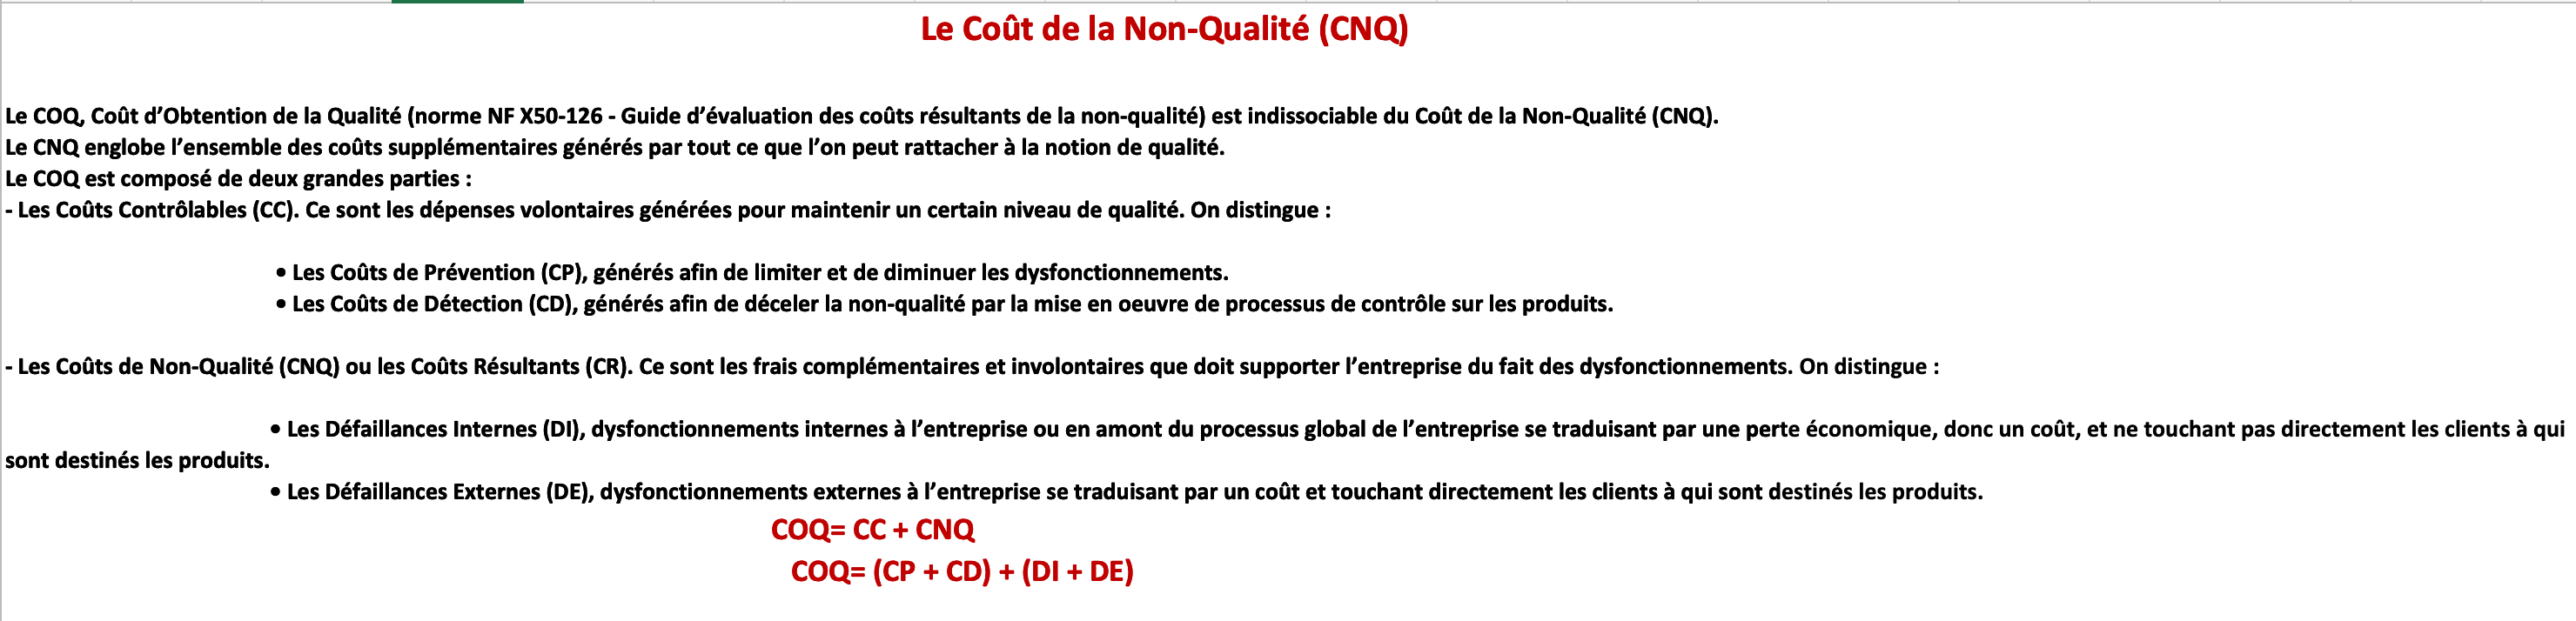 Le Coût de la Non-Qualité (CNQ)
Le COQ, Coût d’Obtention de la Qualité (norme NF X50-126 - Guide d’évaluation des coûts résultants de la non-qualité) est indissociable du Coût de la Non-Qualité (CNQ).
Le CNQ englobe l’ensemble des coûts supplémentaires générés par tout ce que l’on peut rattacher à la notion de qualité.
Le COQ est composé de deux grandes parties :
- Les Coûts Contrôlables (CC). Ce sont les dépenses volontaires générées pour maintenir un certain niveau de qualité. On distingue :
• Les Coûts de Prévention (CP), générés afin de limiter et de diminuer les dysfonctionnements.
• Les Coûts de Détection (CD), générés afin de déceler la non-qualité par la mise en oeuvre de processus de contrôle sur les produits.
- Les Coûts de Non-Qualité (CNQ) ou les Coûts Résultants (CR). Ce sont les frais complémentaires et involontaires que doit supporter l’entreprise du fait des dysfonctionnements. On distingue :
• Les Défaillances Internes (DI), dysfonctionnements internes à l’entreprise ou en amont du processus global de l’entreprise se traduisant par une perte économique, donc un coût, et ne touchant pas directement les clients à qui
sont destinés les produits.
• Les Défaillances Externes (DE), dysfonctionnements externes à l’entreprise se traduisant par un coût et touchant directement les clients à qui sont destinés les produits.
COQ= CC + CNQ
COQ= (CP + CD) + (DI + DE)